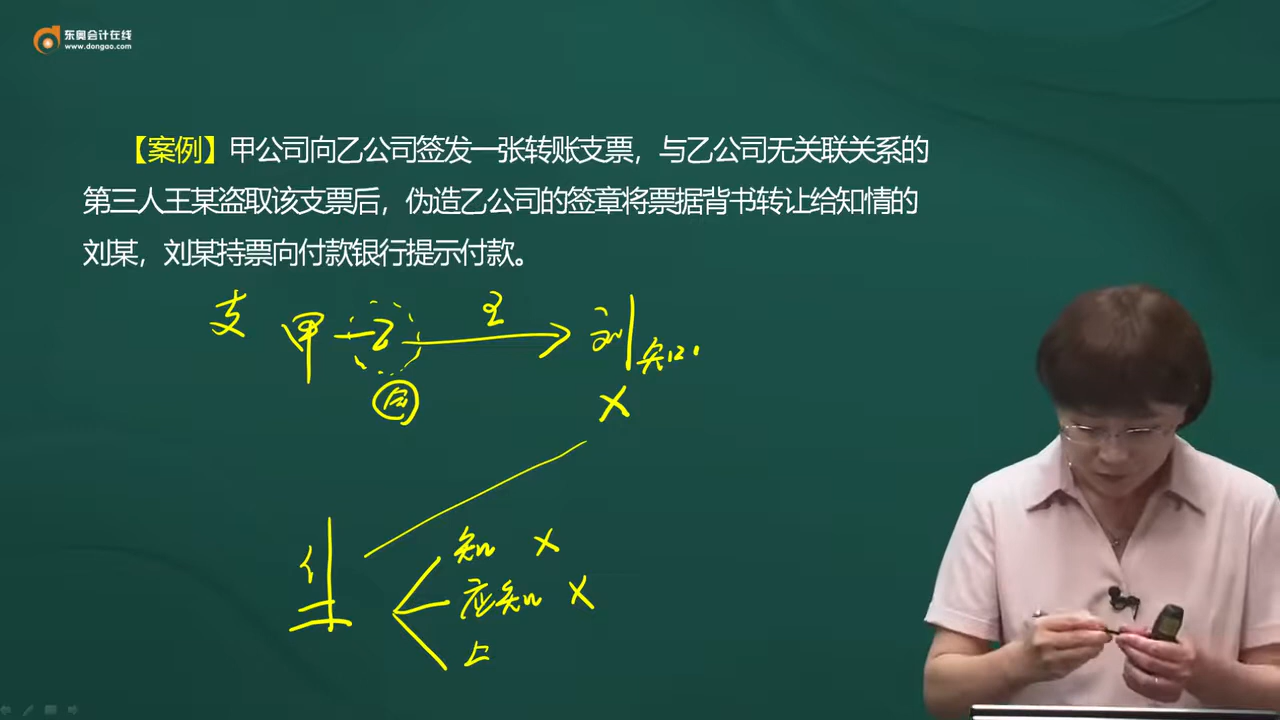 东奥会计在线
www.dongao.com
【案例】甲公司向乙公司签发一张转账支票，与乙公司无关联关系的
第三人王某盗取该支票后，伪造乙公司的签章将票据背书转让给知情的
刘某，刘某持票向付款银行提示付款。
支 甲 乙 王 刘
知
X
知 X
应知 X
上